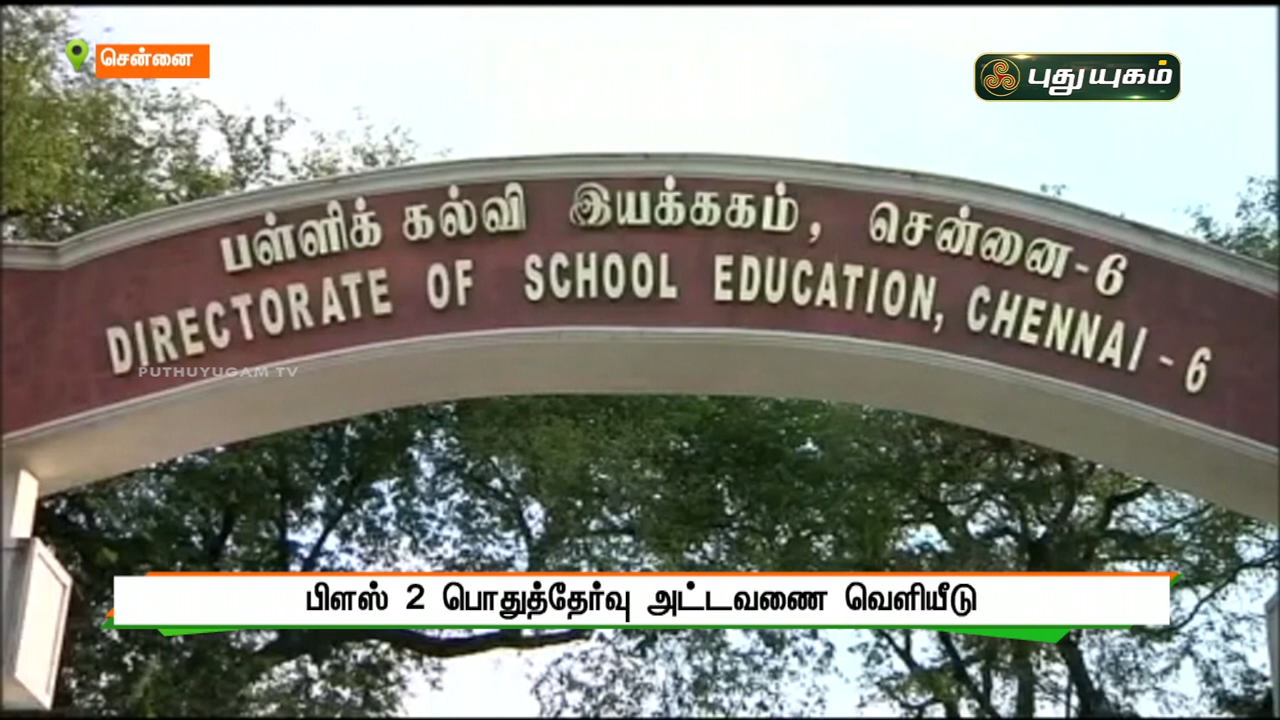 சென்னை
புதுயுகம்
பள்ளிக் கல்வி இயக்ககம், சென்னை-6
DIRECTORATE OF SCHOOL EDUCATION, CHENNAI - 6
PUTHUYUGAM TV
பிளஸ் 2 பொதுத்தேர்வு அட்டவணை வெளியீடு